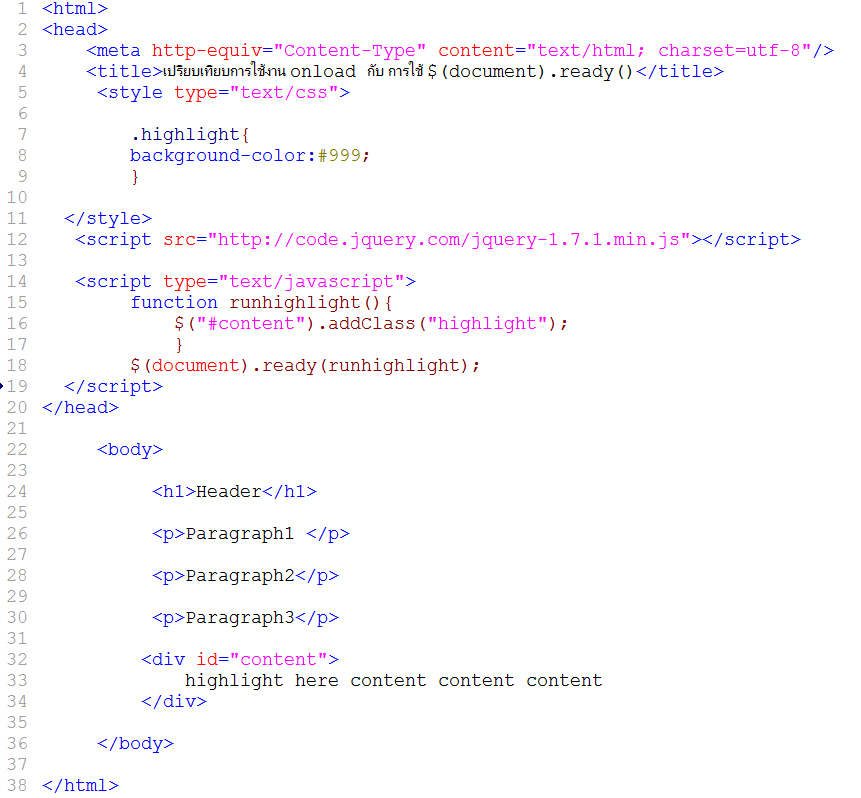 1 <html>
2 <head>
3 <meta http-equiv="Content-Type" content="text/html; charset=utf-8"/>
4 <title>เปรียบเทียบการใช้งาน onload กับ การใช้ $(document).ready()</title>
5 <style type="text/css">
6
7 .highlight{
8 background-color:#999;
9 }
10
11 </style>
12 <script src="http://code.jquery.com/jquery-1.7.1.min.js"></script>
13
14 <script type="text/javascript">
15 function runhighlight(){
16 $("#content").addClass("highlight");
17 }
18 $(document).ready(runhighlight);
19 </script>
20 </head>
21
22 <body>
23
24 <h1>Header</h1>
25
26 <p>Paragraph1 </p>
27
28 <p>Paragraph2</p>
29
30 <p>Paragraph3</p>
31
32 <div id="content">
33 highlight here content content content
34 </div>
35
36 </body>
37
38 </html>